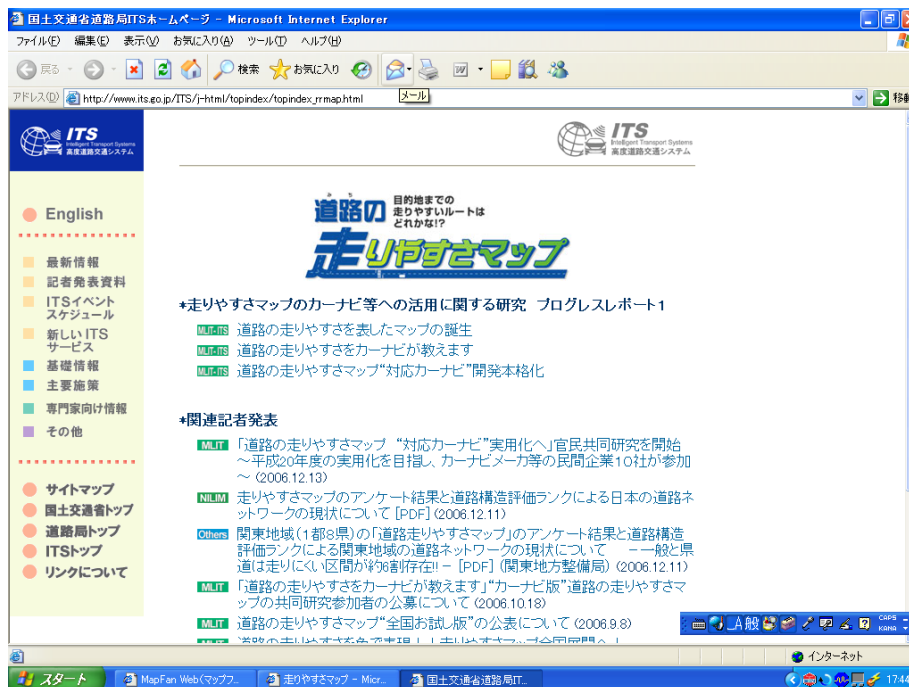 国土交通省道路局ITSホームページ - Microsoft Internet Explorer
ファイル(F) 編集(E) 表示(V) お気に入り(A) ツール(T) ヘルプ(H)
戻る 検索 お気に入り
メール
アドレス(D) http://www.its.go.jp/ITS/j-html/topindex/topindex_rrmap.html 移動
ITS
Intelligent Transport Systems
高度道路交通システム
ITS
Intelligent Transport Systems
高度道路交通システム
English
最新情報
記者発表資料
ITSイベント
スケジュール
新しいITS
サービス
基礎情報
主要施策
専門家向け情報
その他
サイトマップ
国土交通省トップ
道路局トップ
ITSトップ
リンクについて
みち
道路の
目的地までの
走りやすいルートは
どれかな!?
走りやすさマップ
*走りやすさマップのカーナビ等への活用に関する研究 プログレスレポート1
MLIT-ITS 道路の走りやすさを表したマップの誕生
MLIT-ITS 道路の走りやすさをカーナビが教えます
MLIT-ITS 道路の走りやすさマップ“対応カーナビ”開発本格化
*関連記者発表
MLIT 「道路の走りやすさマップ “対応カーナビ”実用化へ」官民共同研究を開始
～平成20年度の実用化を目指し、カーナビメーカ等の民間企業10社が参加
～ (2006.12.13)
NILIM 走りやすさマップのアンケート結果と道路構造評価ランクによる日本の道路ネ
ットワークの現状について [PDF] (2006.12.11)
Others 関東地域(1都8県)の「道路走りやすさマップ」のアンケート結果と道路構造
評価ランクによる関東地域の道路ネットワークの現状について －一般と県
道は走りにくい区間が約6割存在!!－ [PDF] (関東地方整備局) (2006.12.11)
MLIT 「道路の走りやすさをカーナビが教えます」“カーナビ版”道路の走りやすさマ
ップの共同研究参加者の公募について (2006.10.18)
MLIT 道路の走りやすさマップ“全国お試し版”の公表について (2006.9.8)
A 般 CAPS
KANA
インターネット
スタート MapFan Web(マップフ... 走りやすさマップ - Micr... 国土交通省道路局IT... 17:44